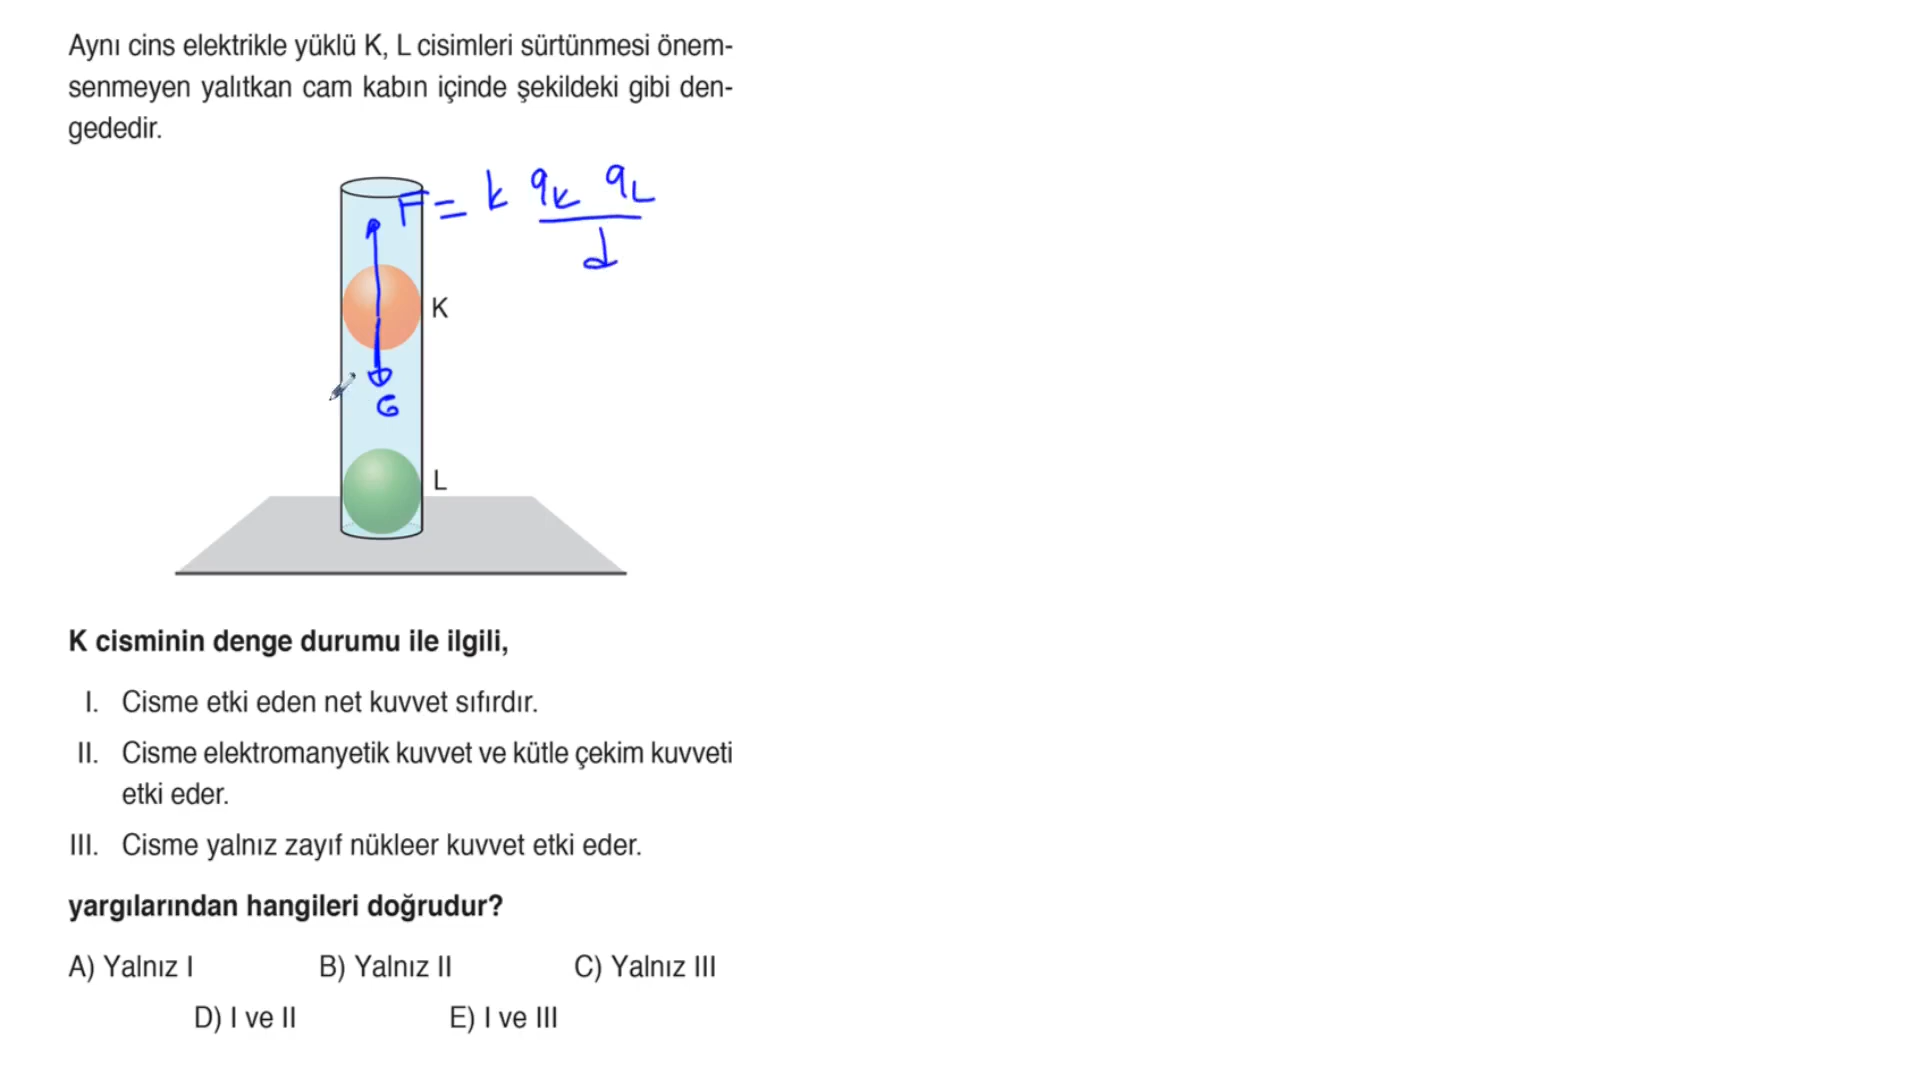 Aynı cins elektrikle yüklü K, L cisimleri sürtünmesi önem-
senmeyen yalıtkan cam kabın içinde şekildeki gibi den-
gededir.
F = k qK qL
d
K
G
L
K cisminin denge durumu ile ilgili,
I. Cisme etki eden net kuvvet sıfırdır.
II. Cisme elektromanyetik kuvvet ve kütle çekim kuvveti
etki eder.
III. Cisme yalnız zayıf nükleer kuvvet etki eder.
yargılarından hangileri doğrudur?
A) Yalnız I B) Yalnız II C) Yalnız III
D) I ve II E) I ve III